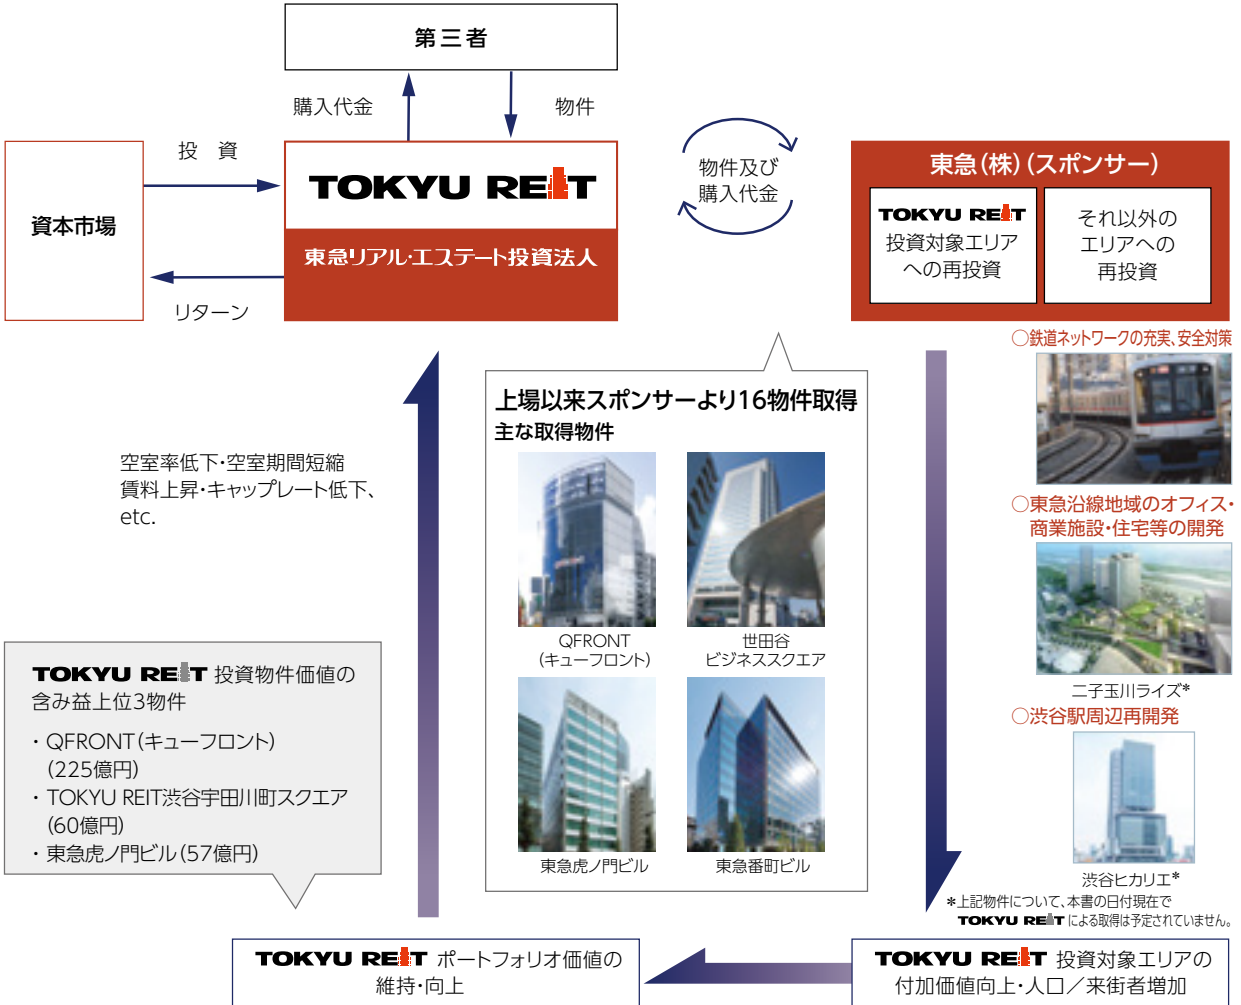 第三者
購入代金
物件
投 資
資本市場
リターン
TOKYU REIT
東急リアル・エステート投資法人
物件及び
購入代金
東急(株)(スポンサー)
TOKYU REIT
投資対象エリア
への再投資
それ以外の
エリアへの
再投資
○鉄道ネットワークの充実、安全対策
○東急沿線地域のオフィス・
商業施設・住宅等の開発
二子玉川ライズ*
○渋谷駅周辺再開発
渋谷ヒカリエ*
*上記物件について、本書の日付現在で
TOKYU REITによる取得は予定されていません。
上場以来スポンサーより16物件取得
主な取得物件
QFRONT
(キューフロント)
世田谷
ビジネススクエア
東急虎ノ門ビル
東急番町ビル
空室率低下・空室期間短縮
賃料上昇・キャップレート低下、
etc.
TOKYU REIT 投資物件価値の
含み益上位3物件
・QFRONT(キューフロント)
(225億円)
・TOKYU REIT渋谷宇田川町スクエア
(60億円)
・東急虎ノ門ビル(57億円)
TOKYU REIT ポートフォリオ価値の
維持・向上
TOKYU REIT 投資対象エリアの
付加価値向上・人口/来街者増加